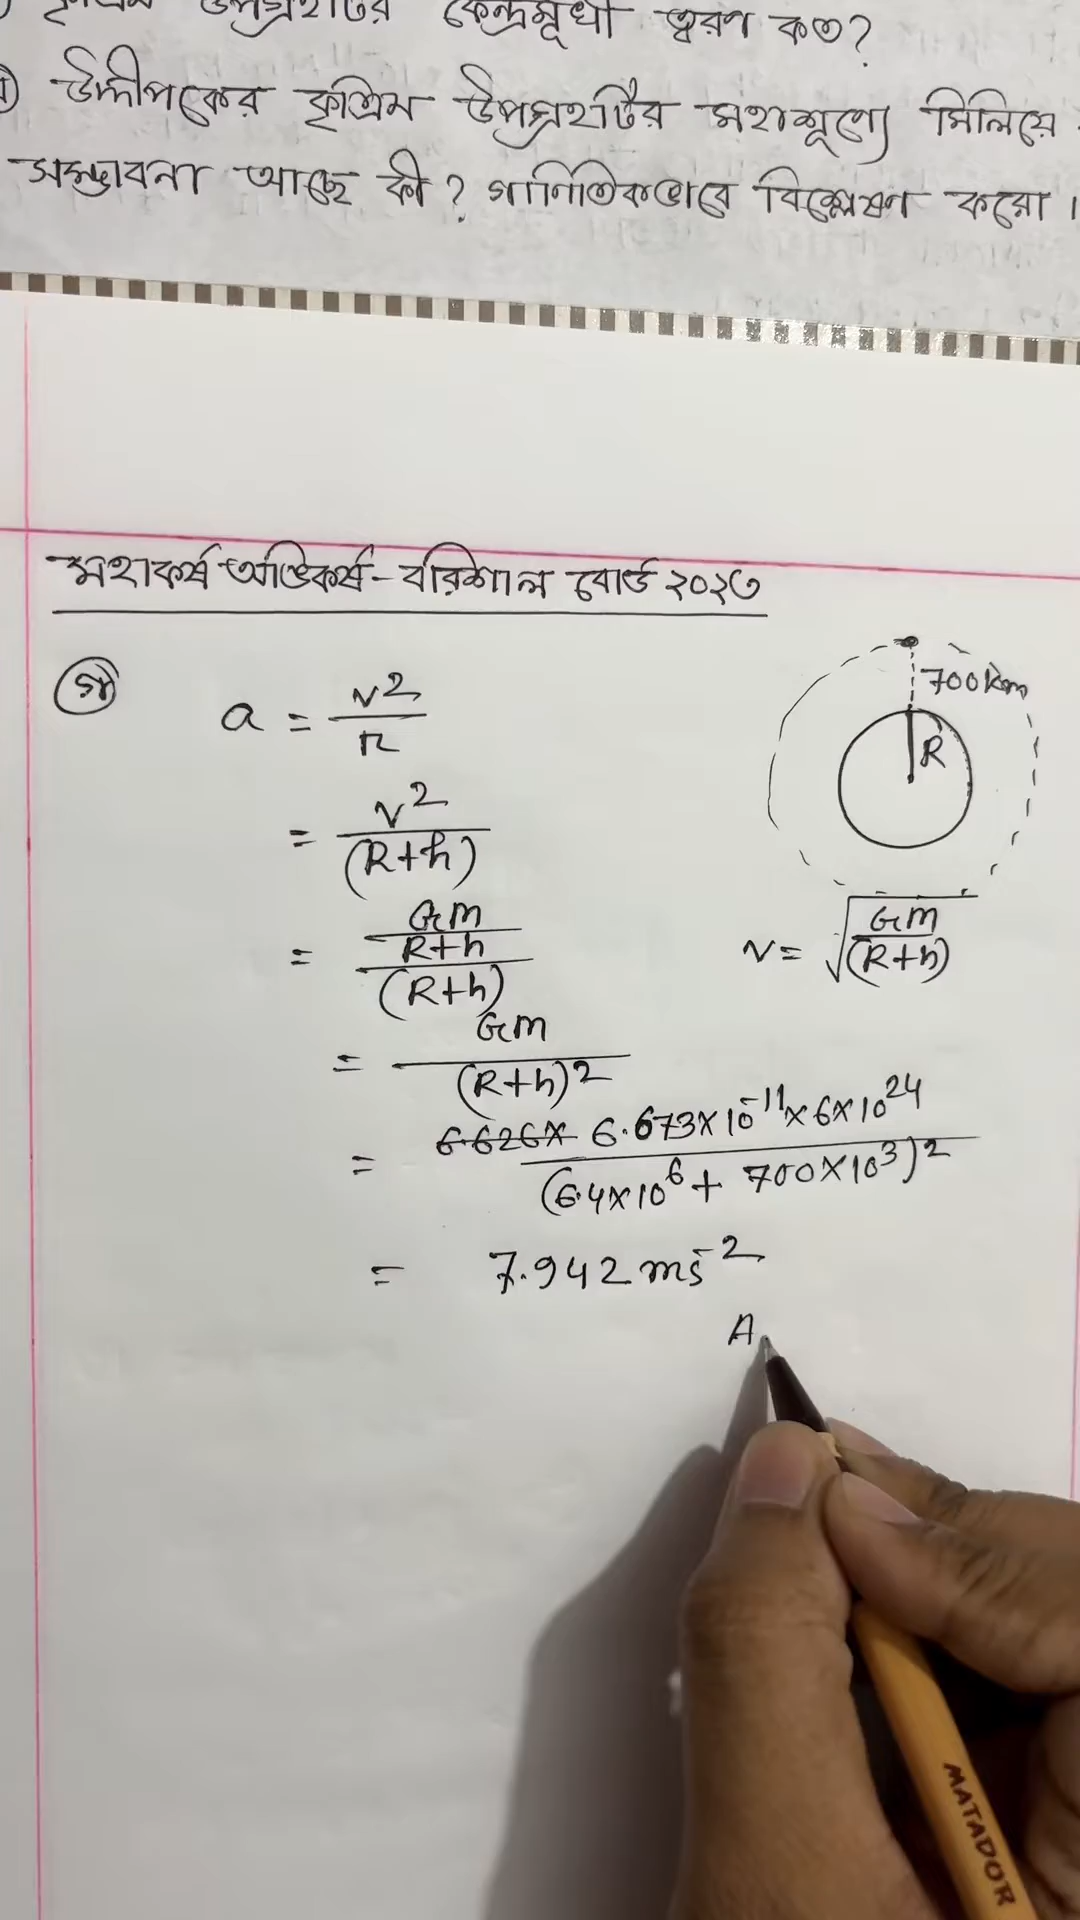 কৃত্রিম উপগ্রহটির কেন্দ্রমুখী ত্বরণ কত?
উদ্দীপকের কৃত্রিম উপগ্রহটির মহাশূণ্যে মিলিয়ে
সম্ভাবনা আছে কী? গাণিতিকভাবে বিশ্লেষণ করো।
মহাকর্ষ অভিকর্ষ - বরিশাল বোর্ড ২০২৩
700km
R
গ
a = v²/r
= v²/(R+h)
= GM/R+h/(R+h)
v = √GM/(R+h)
= GM/(R+h)²
= 6.626× 6.673×10⁻¹¹×6×10²⁴/(6.4×10⁶ + 700×10³)²
= 7.942 ms⁻²
A
MATADOR